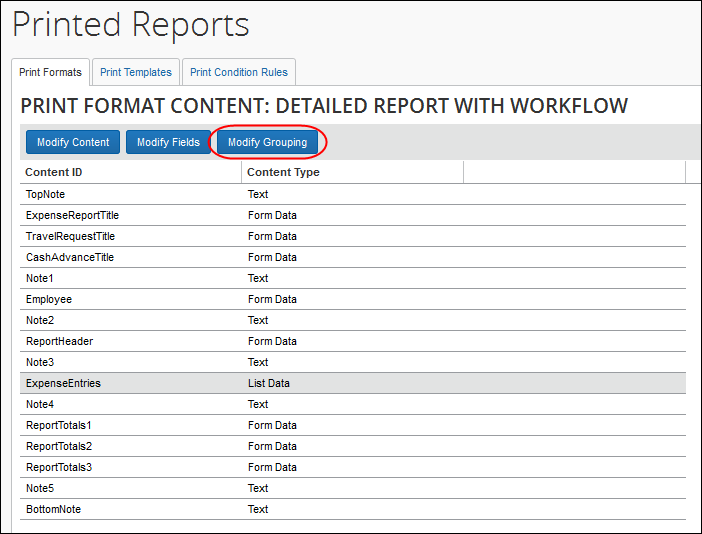 Printed Reports
Print Formats Print Templates Print Condition Rules
PRINT FORMAT CONTENT: DETAILED REPORT WITH WORKFLOW
Modify Content Modify Fields Modify Grouping
Content ID Content Type
TopNote Text
ExpenseReportTitle Form Data
TravelRequestTitle Form Data
CashAdvanceTitle Form Data
Note1 Text
Employee Form Data
Note2 Text
ReportHeader Form Data
Note3 Text
ExpenseEntries List Data
Note4 Text
ReportTotals1 Form Data
ReportTotals2 Form Data
ReportTotals3 Form Data
Note5 Text
BottomNote Text